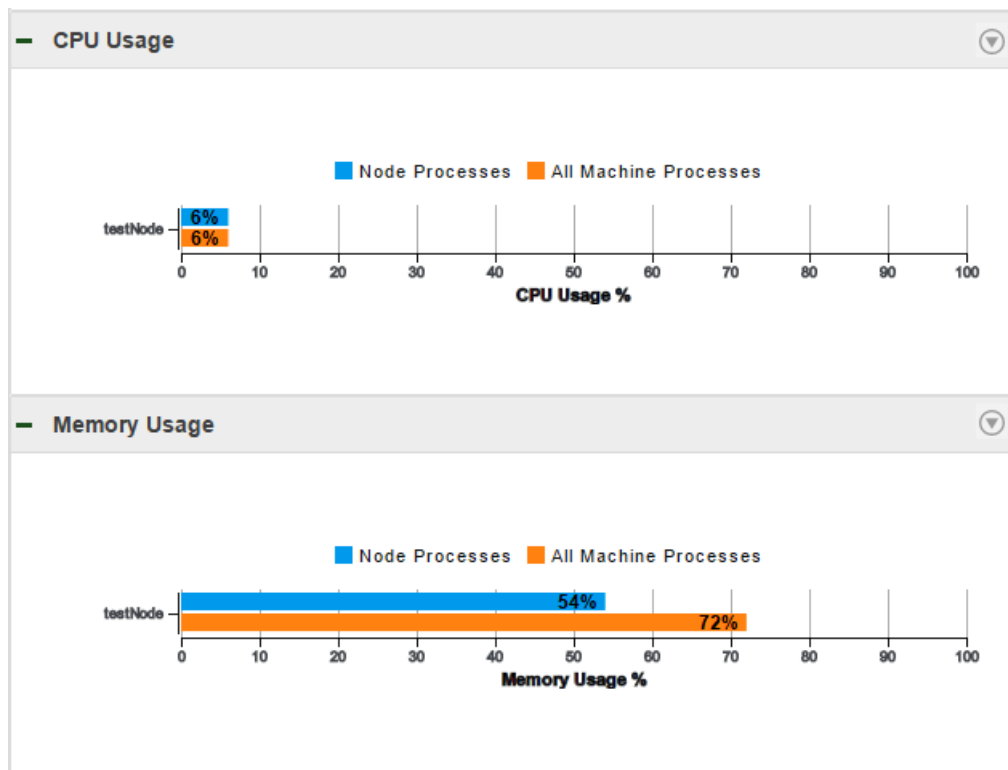 CPU Usage
Node Processes All Machine Processes
6%
testNode
6%
0 10 20 30 40 50 60 70 80 90 100
CPU Usage %
Memory Usage
Node Processes All Machine Processes
54%
testNode
72%
0 10 20 30 40 50 60 70 80 90 100
Memory Usage %